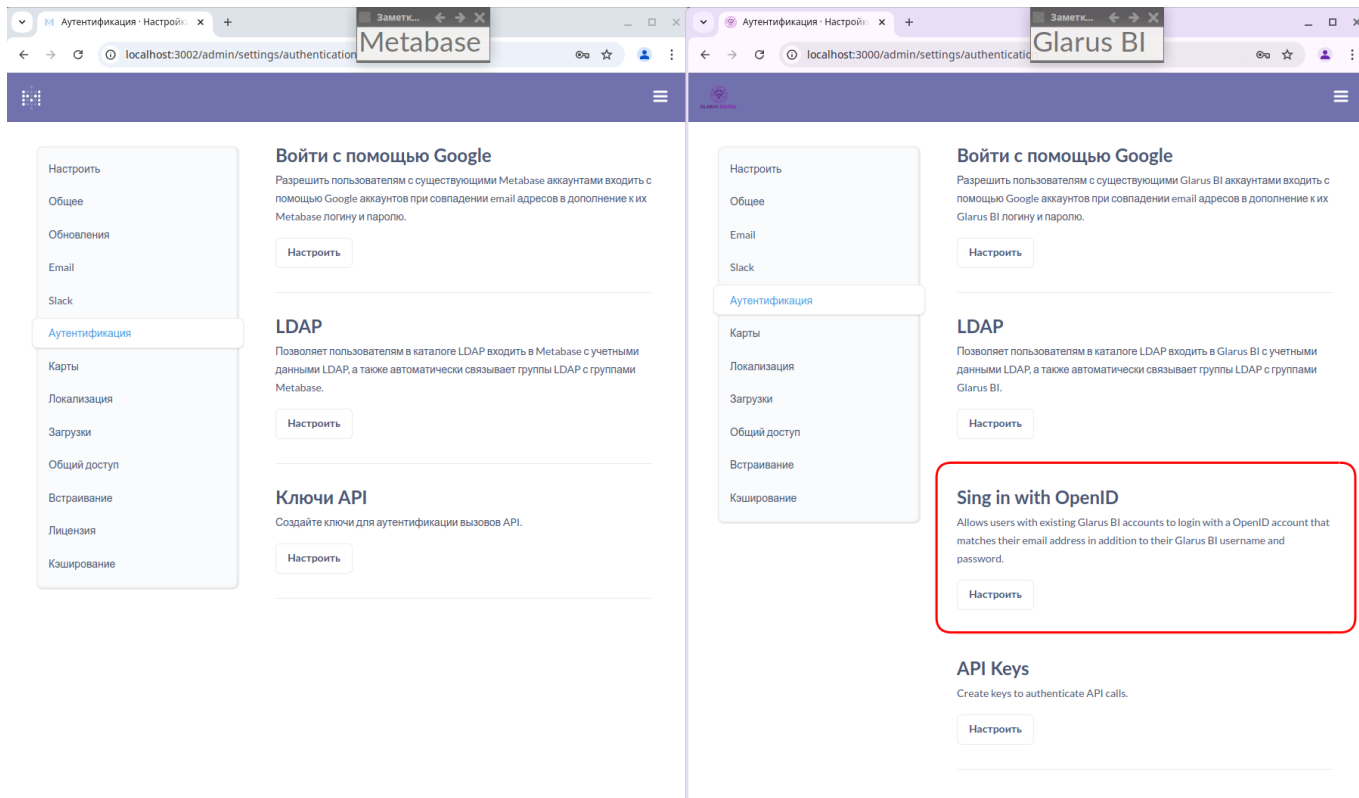 Аутентификация · Настройк
Заметк...
Metabase
localhost:3002/admin/settings/authentication
Настроить
Общее
Обновления
Email
Slack
Аутентификация
Карты
Локализация
Загрузки
Общий доступ
Встраивание
Лицензия
Кэширование
Войти с помощью Google
Разрешить пользователям с существующими Metabase аккаунтами входить с
помощью Google аккаунтов при совпадении email адресов в дополнение к их
Metabase логину и паролю.
Настроить
LDAP
Позволяет пользователям в каталоге LDAP входить в Metabase с учетными
данными LDAP, а также автоматически связывает группы LDAP с группами
Metabase.
Настроить
Ключи API
Создайте ключи для аутентификации вызовов API.
Настроить
Аутентификация · Настройк
Заметк...
Glarus BI
localhost:3000/admin/settings/authenticatio
GLARUS DIGITAL
Настроить
Общее
Email
Slack
Аутентификация
Карты
Локализация
Загрузки
Общий доступ
Встраивание
Кэширование
Войти с помощью Google
Разрешить пользователям с существующими Glarus BI аккаунтами входить с
помощью Google аккаунтов при совпадении email адресов в дополнение к их
Glarus BI логину и паролю.
Настроить
LDAP
Позволяет пользователям в каталоге LDAP входить в Glarus BI с учетными
данными LDAP, а также автоматически связывает группы LDAP с группами
Glarus BI.
Настроить
Sing in with OpenID
Allows users with existing Glarus BI accounts to login with a OpenID account that
matches their email address in addition to their Glarus BI username and
password.
Настроить
API Keys
Create keys to authenticate API calls.
Настроить